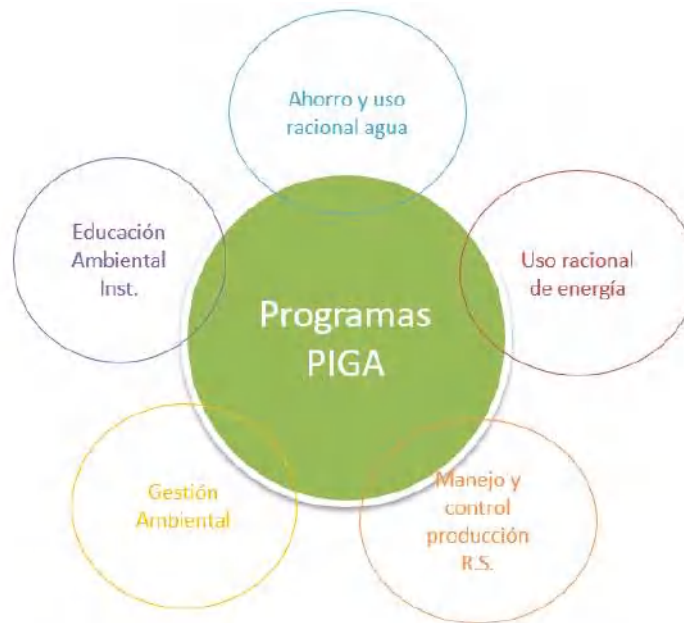 Ahorro y uso
racional agua
Educación
Ambiental
Inst.
Uso racional
de energía
Programas
PIGA
Gestión
Ambiental
Manejo y
control
producción
R.S.